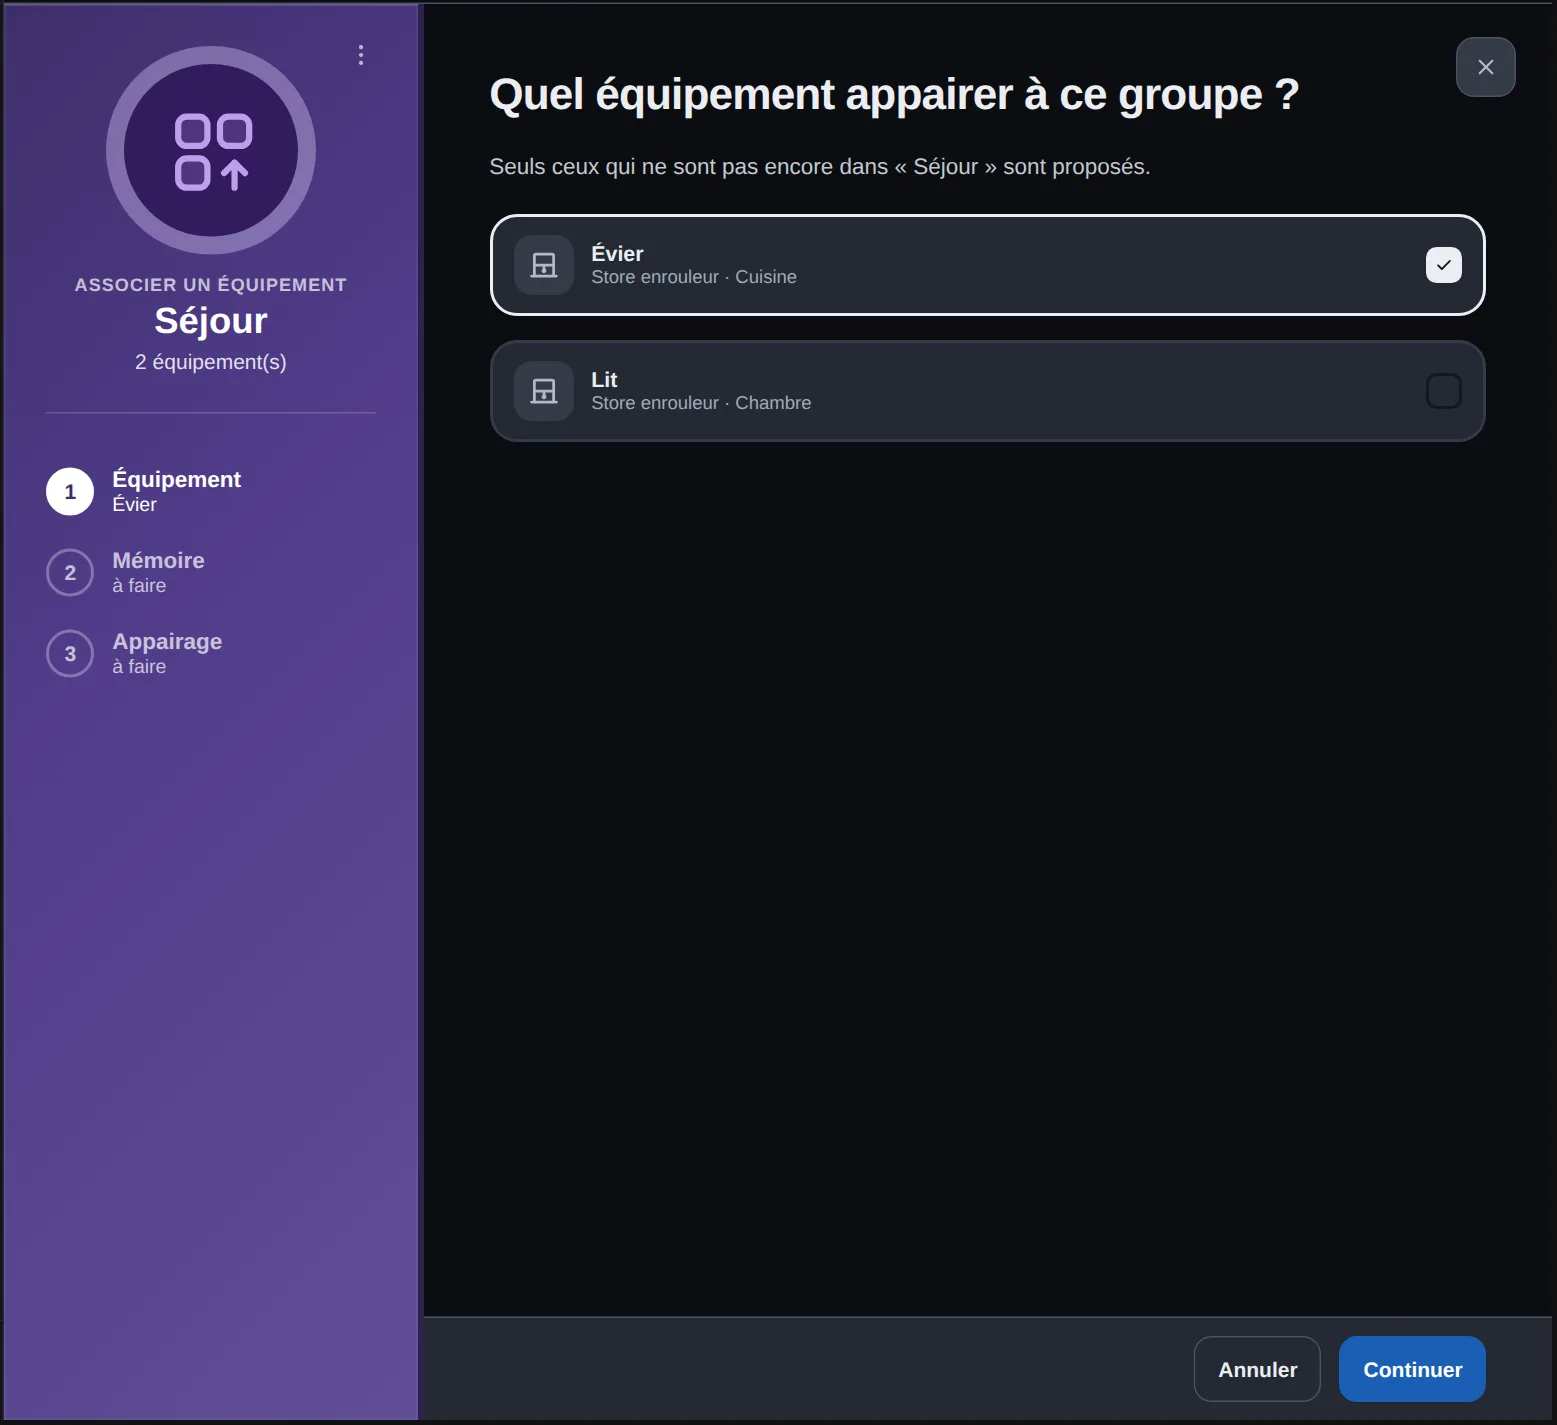 ASSOCIER UN ÉQUIPEMENT
Séjour
2 équipement(s)
1
Équipement
Évier
2
Mémoire
à faire
3
Appairage
à faire
Quel équipement appairer à ce groupe ?
Seuls ceux qui ne sont pas encore dans « Séjour » sont proposés.
Évier
Store enrouleur · Cuisine
Lit
Store enrouleur · Chambre
Annuler
Continuer